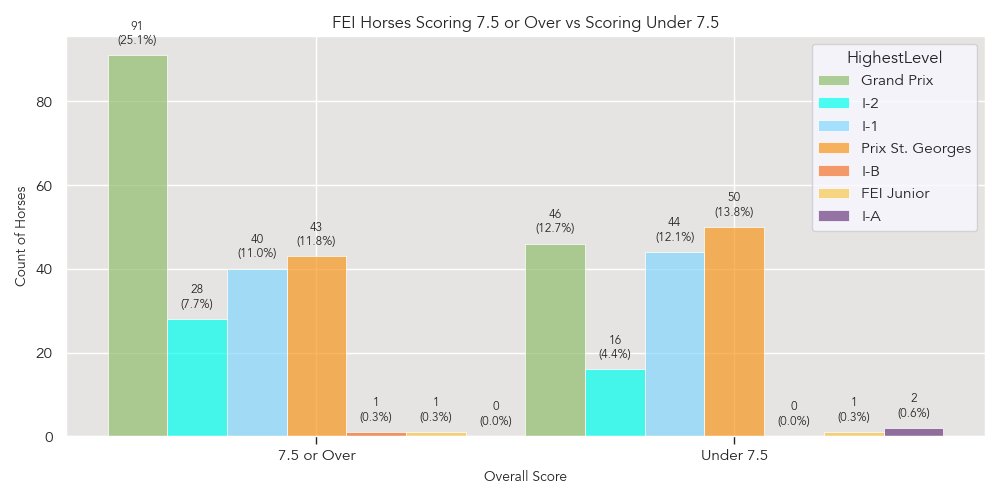 FEI Horses Scoring 7.5 or Over vs Scoring Under 7.5
HighestLevel
Grand Prix
I-2
I-1
Prix St. Georges
I-B
FEI Junior
I-A
Count of Horses
80
60
40
20
0
91
(25.1%)
28
(7.7%)
40
(11.0%)
43
(11.8%)
1
(0.3%)
1
(0.3%)
0
(0.0%)
46
(12.7%)
16
(4.4%)
44
(12.1%)
50
(13.8%)
0
(0.0%)
1
(0.3%)
2
(0.6%)
7.5 or Over
Under 7.5
Overall Score